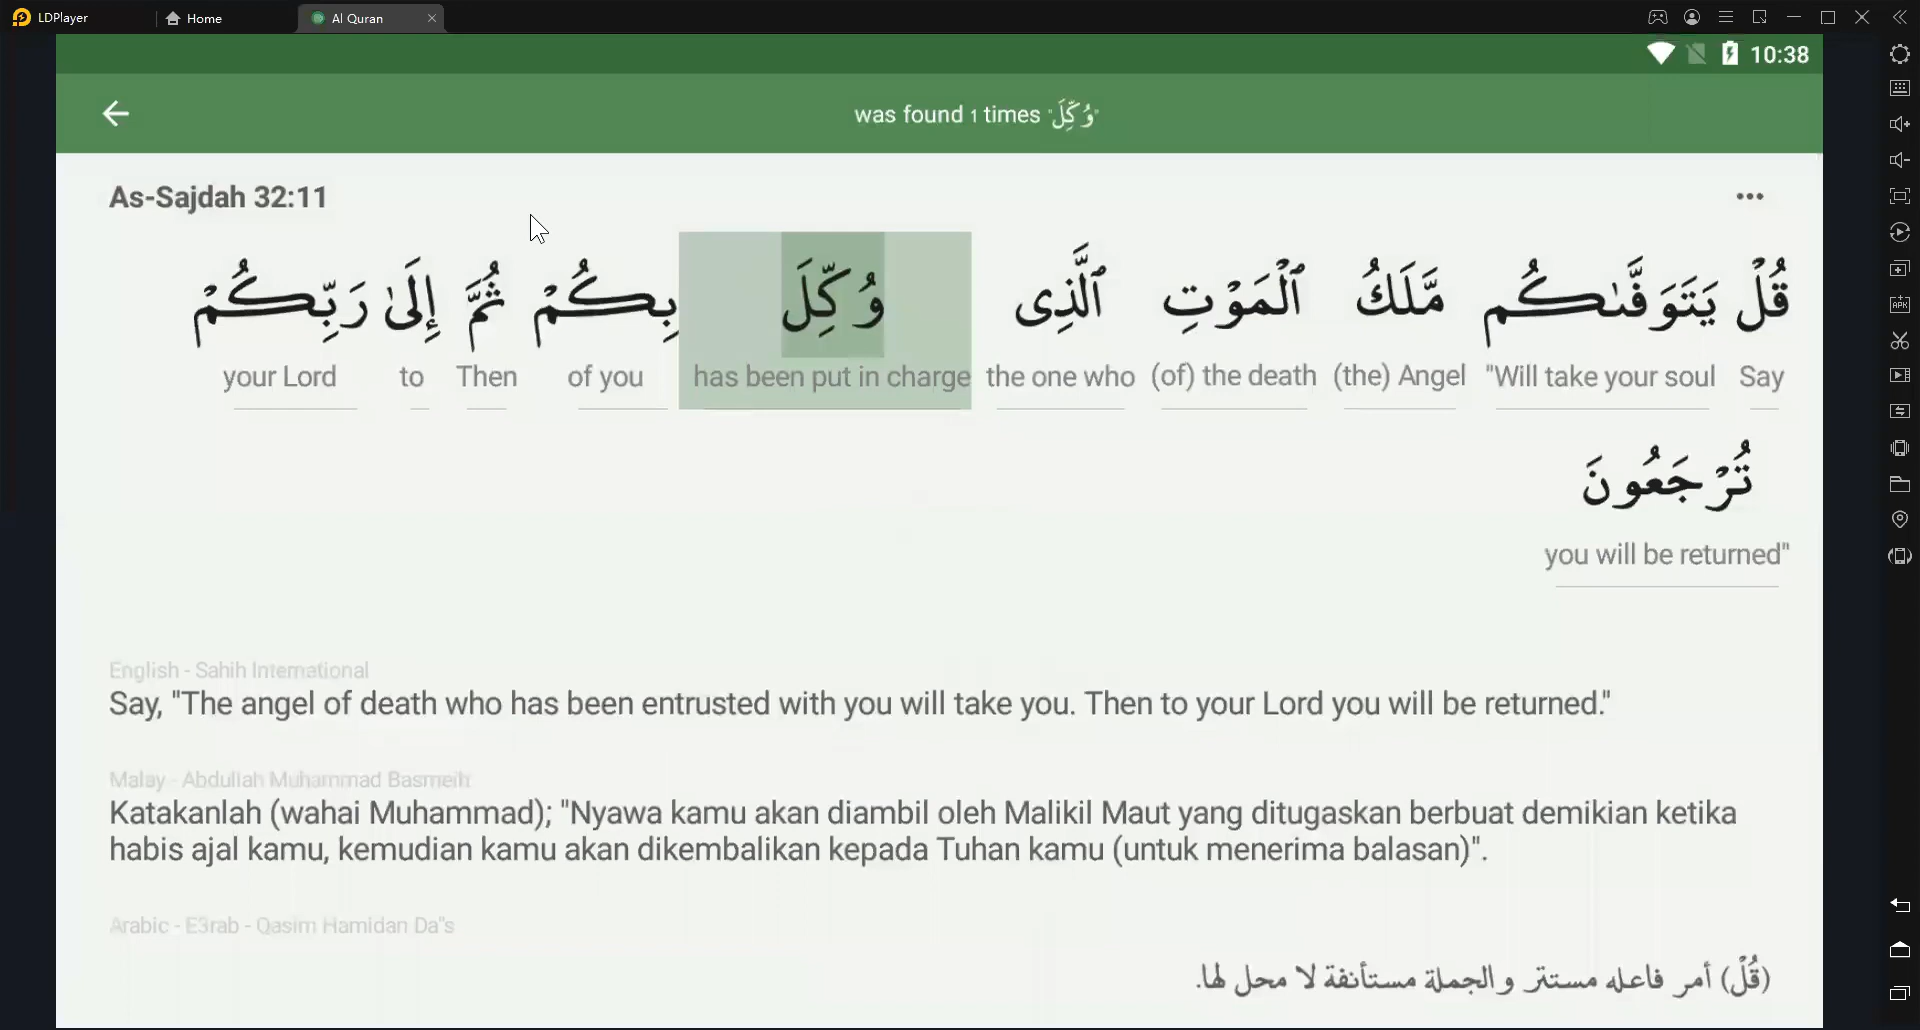 LDPlayer
Home
Al Quran
10:38
was found 1 times "وُكِّلَ"
As-Sajdah 32:11
قُلْ يَتَوَفَّىٰكُم مَّلَكُ ٱلْمَوْتِ ٱلَّذِى وُكِّلَ بِكُمْ ثُمَّ إِلَىٰ رَبِّكُمْ
your Lord to Then of you has been put in charge the one who (of) the death (the) Angel "Will take your soul Say
تُرْجَعُونَ
you will be returned"
English - Sahih International
Say, "The angel of death who has been entrusted with you will take you. Then to your Lord you will be returned."
Malay - Abdullah Muhammad Basmeih
Katakanlah (wahai Muhammad); "Nyawa kamu akan diambil oleh Malikil Maut yang ditugaskan berbuat demikian ketika
habis ajal kamu, kemudian kamu akan dikembalikan kepada Tuhan kamu (untuk menerima balasan)".
Arabic - E3rab - Qasim Hamidan Da"s
(قُلْ) أمر فاعله مستتر والجملة مستأنفة لا محل لها.